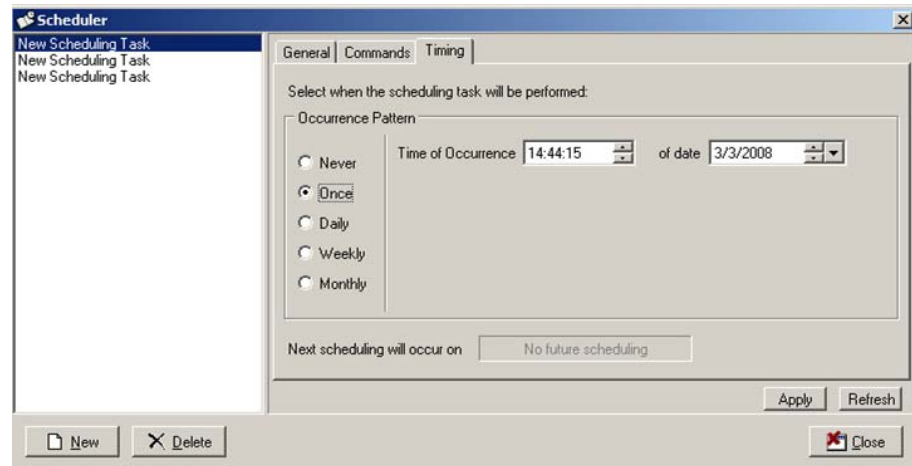 Scheduler
New Scheduling Task
New Scheduling Task
New Scheduling Task
General Commands Timing
Select when the scheduling task will be performed:
Occurrence Pattern
Never
Once
Daily
Weekly
Monthly
Time of Occurrence 14:44:15 of date 3/3/2008
Next scheduling will occur on No future scheduling
Apply Refresh
New Delete Close